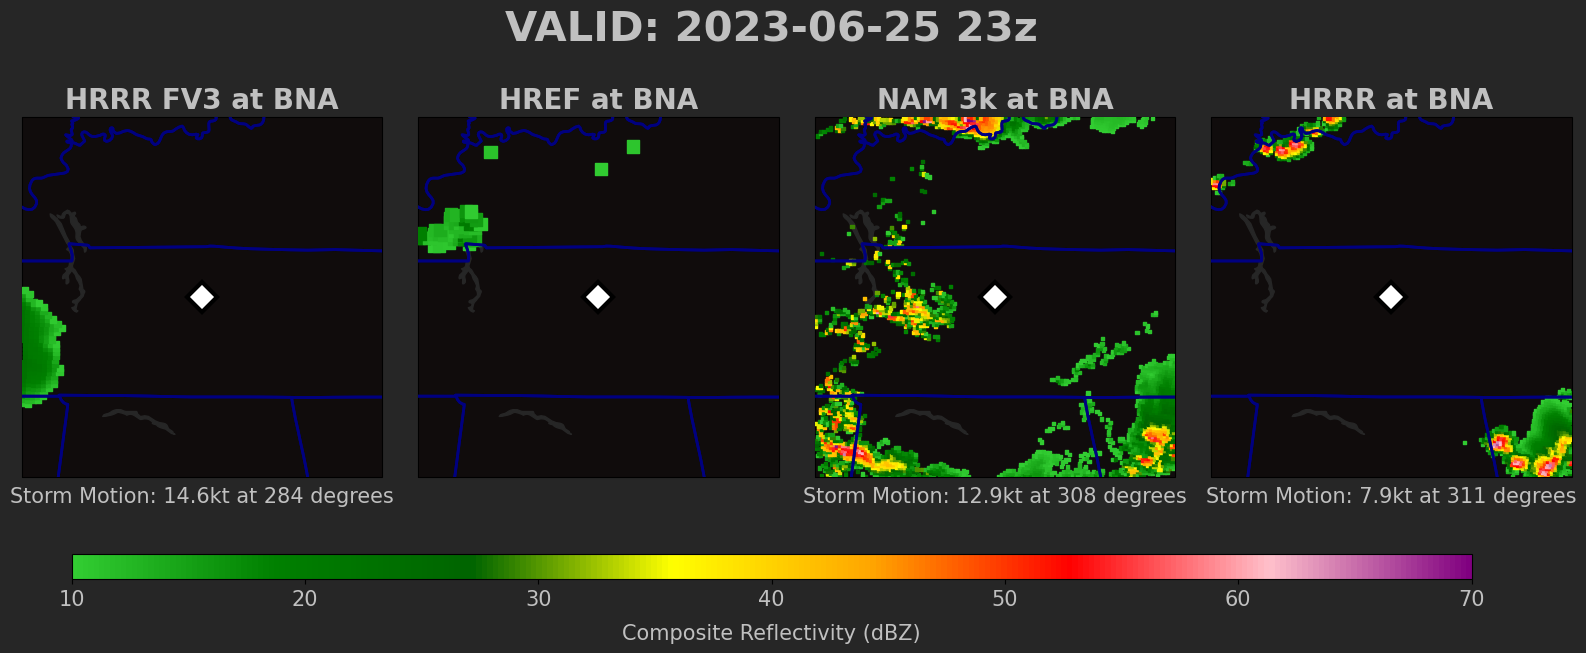 VALID: 2023-06-25 23z
HRRR FV3 at BNA
HREF at BNA
NAM 3k at BNA
HRRR at BNA
Storm Motion: 14.6kt at 284 degrees
Storm Motion: 12.9kt at 308 degrees
Storm Motion: 7.9kt at 311 degrees
10 20 30 40 50 60 70
Composite Reflectivity (dBZ)